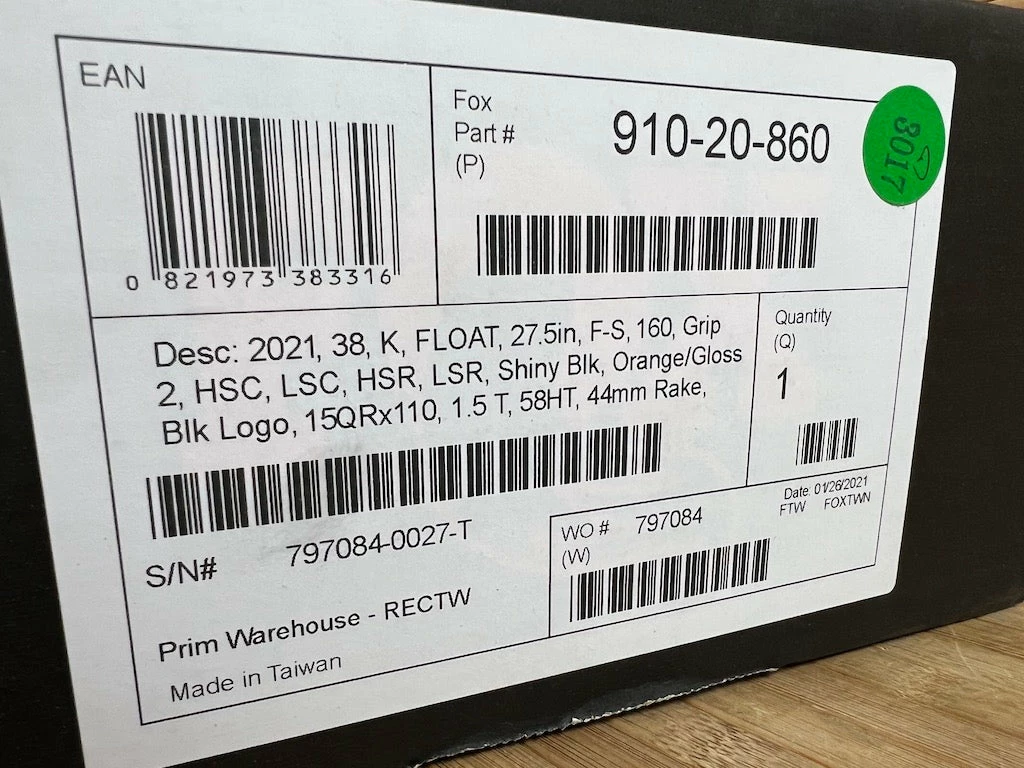 EAN
0 821973 383316
Fox
Part #
(P)
910-20-860
3017
Desc: 2021, 38, K, FLOAT, 27.5in, F-S, 160, Grip
2, HSC, LSC, HSR, LSR, Shiny Blk, Orange/Gloss
Blk Logo, 15QRx110, 1.5 T, 58HT, 44mm Rake,
Quantity
(Q)
1
S/N# 797084-0027-T
Date: 01/26/2021
FTW FOXTWN
WO # 797084
(W)
Prim Warehouse - RECTW
Made in Taiwan